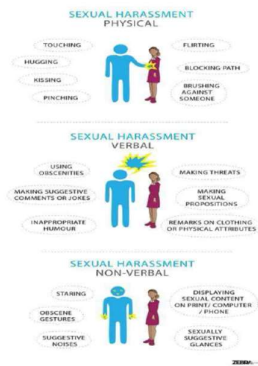 SEXUAL HARASSMENT
PHYSICAL
TOUCHING
HUGGING
KISSING
PINCHING
FLIRTING
BLOCKING PATH
BRUSHING
AGAINST
SOMEONE
SEXUAL HARASSMENT
VERBAL
USING
OBSCENITIES
MAKING SUGGESTIVE
COMMENTS OR JOKES
INAPPROPRIATE
HUMOUR
MAKING THREATS
MAKING
SEXUAL
PROPOSITIONS
REMARKS ON CLOTHING
OR PHYSICAL ATTRIBUTES
SEXUAL HARASSMENT
NON-VERBAL
STARING
OBSCENE
GESTURES
SUGGESTIVE
NOISES
DISPLAYING
SEXUAL CONTENT
ON PRINT/ COMPUTER
/ PHONE
SEXUALLY
SUGGESTIVE
GLANCES